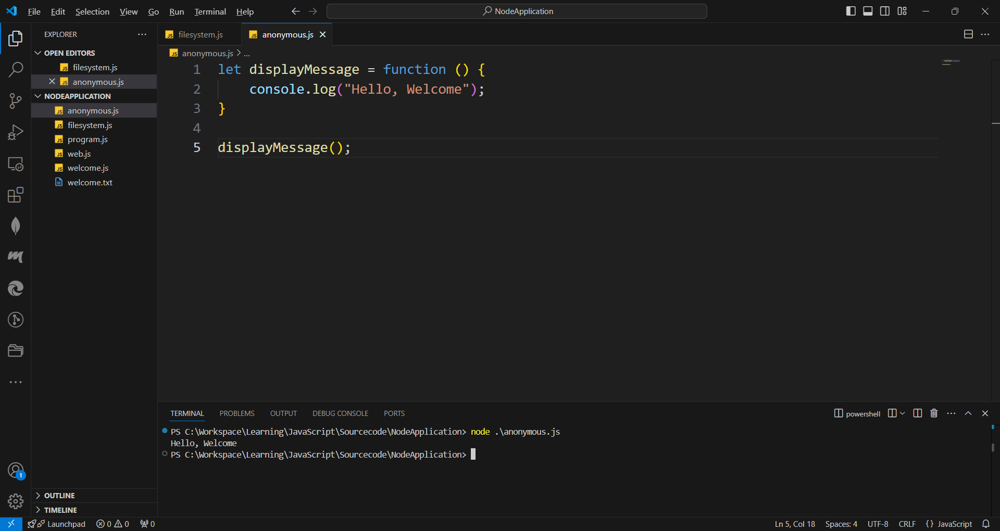 File Edit Selection View Go Run Terminal Help
NodeApplication
EXPLORER
OPEN EDITORS
filesystem.js
anonymous.js
NODEAPPLICATION
anonymous.js
filesystem.js
program.js
web.js
welcome.js
welcome.txt
OUTLINE
TIMELINE
filesystem.js anonymous.js
anonymous.js > ...
1 let displayMessage = function () {
2 console.log("Hello, Welcome");
3 }
4
5 displayMessage();
TERMINAL PROBLEMS OUTPUT DEBUG CONSOLE PORTS
powershell
PS C:\Workspace\Learning\JavaScript\Sourcecode\NodeApplication> node .\anonymous.js
Hello, Welcome
PS C:\Workspace\Learning\JavaScript\Sourcecode\NodeApplication>
1
Launchpad 0 0 0
Ln 5, Col 18 Spaces: 4 UTF-8 CRLF {} JavaScript